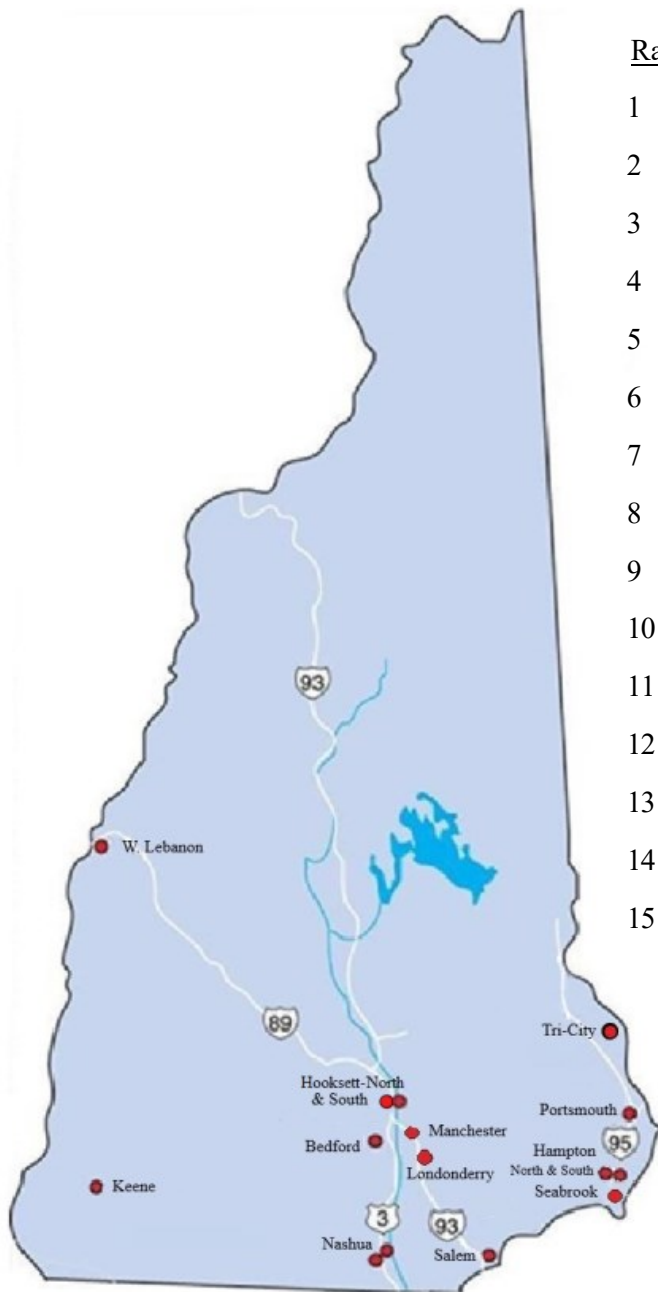 Ra
1
2
3
4
5
6
7
8
9
10
11
12
13
14
15
93
W. Lebanon
89
Tri-City
Hooksett-North
& South
Portsmouth
Manchester
Bedford
95
Hampton
North & South
Londonderry
Keene
Seabrook
3
93
Nashua
Salem